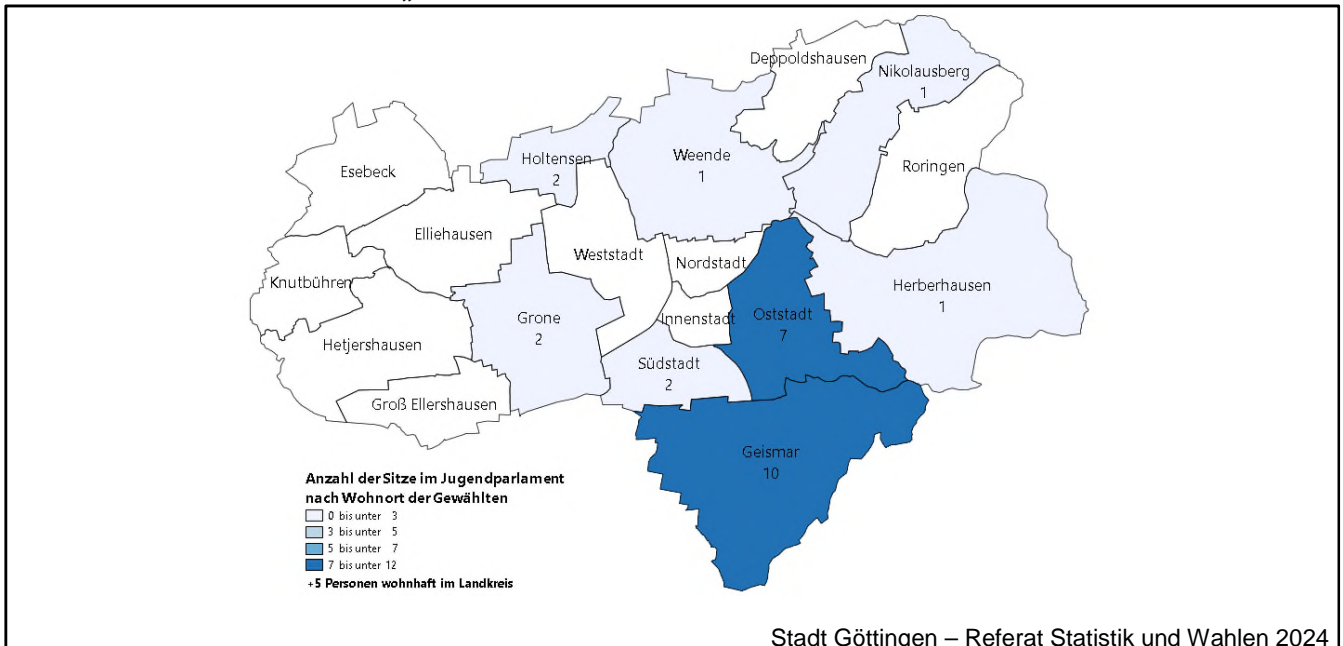 „
Deppoldshausen
Nikolausberg
1
Esebeck
Holtensen
2
Weende
1
Roringen
Elliehausen
Weststadt
Nordstadt
Knutbühren
Herberhausen
1
Grone
2
Innenstadt
Oststadt
7
Hetjershausen
Südstadt
2
Groß Ellershausen
Geismar
10
Anzahl der Sitze im Jugendparlament
nach Wohnort der Gewählten
0 bis unter 3
3 bis unter 5
5 bis unter 7
7 bis unter 12
+5 Personen wohnhaft im Landkreis
Stadt Göttingen – Referat Statistik und Wahlen 2024